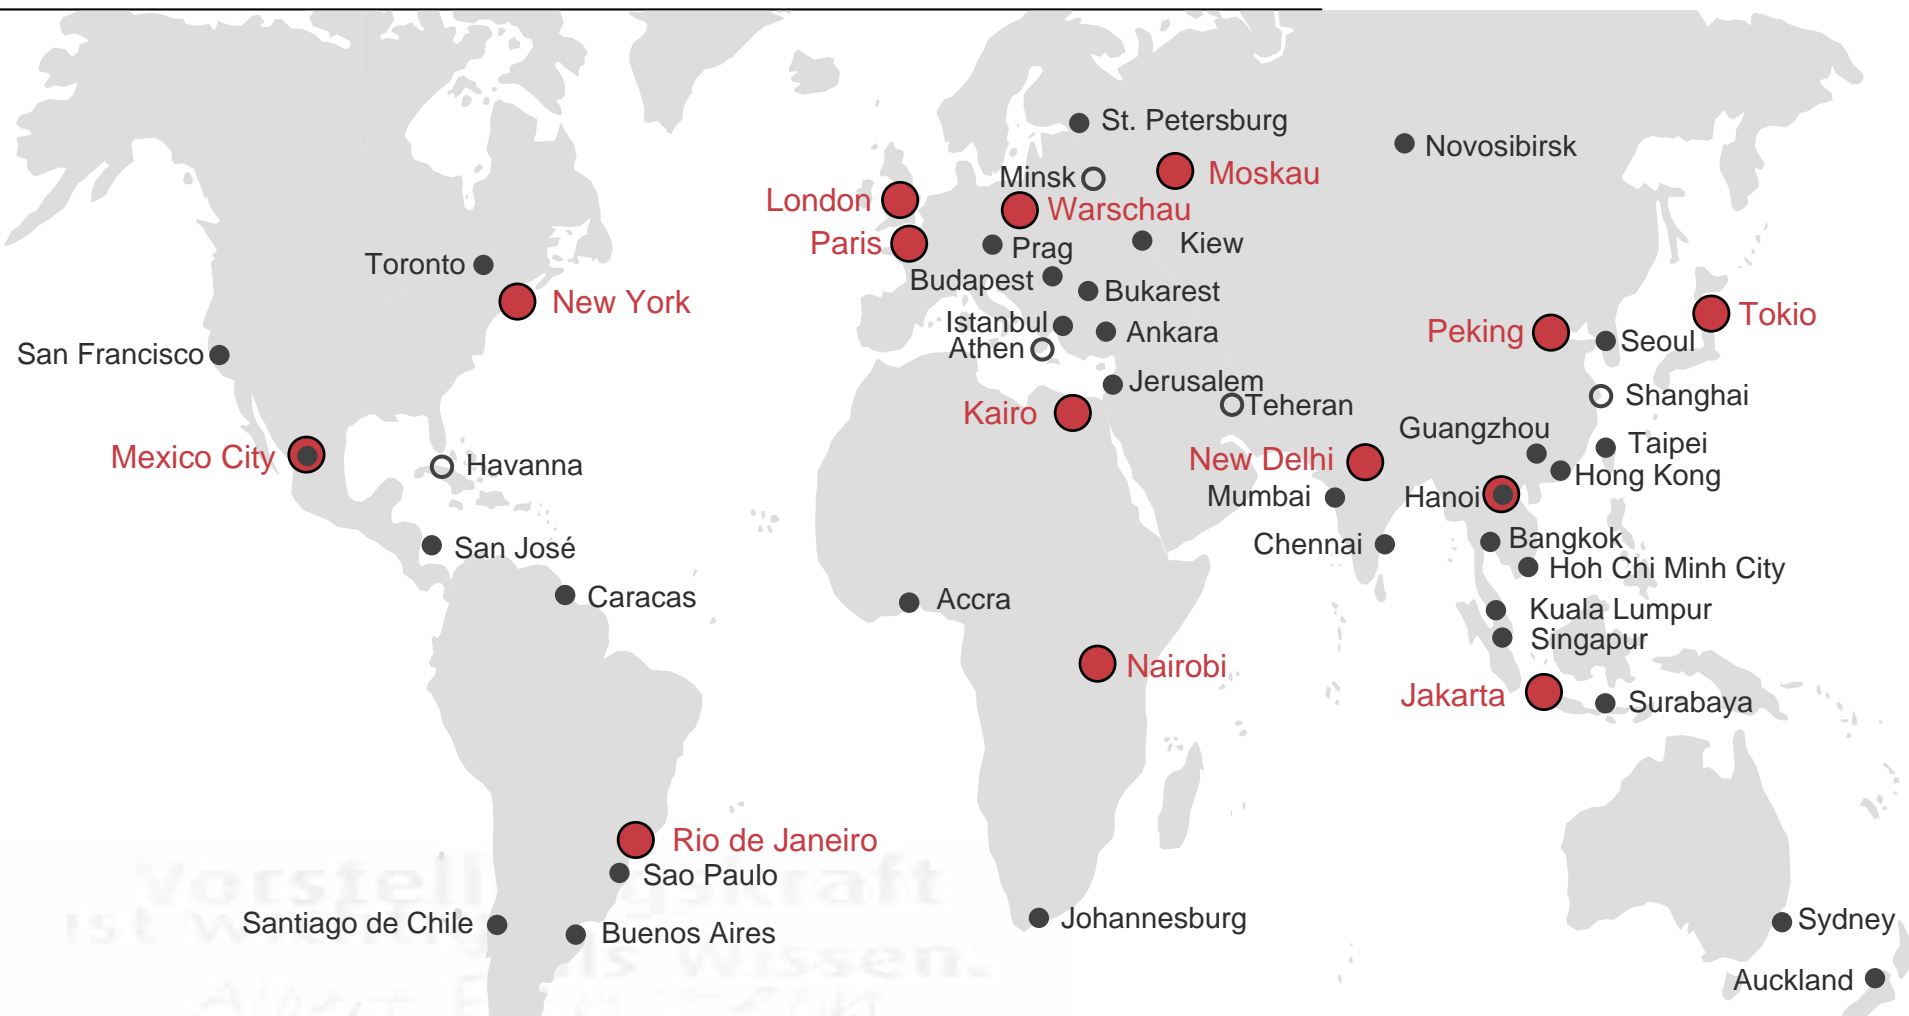 St. Petersburg
Novosibirsk
Minsk
Moskau
London
Warschau
Paris
Prag
Kiew
Toronto
Budapest
Bukarest
New York
Istanbul
Ankara
Tokio
Peking
Seoul
San Francisco
Athen
Jerusalem
Teheran
Shanghai
Kairo
Guangzhou
Taipei
Mexico City
Havanna
New Delhi
Hong Kong
Mumbai
Hanoi
San José
Chennai
Bangkok
Hoh Chi Minh City
Caracas
Accra
Kuala Lumpur
Singapur
Nairobi
Jakarta
Surabaya
Rio de Janeiro
Sao Paulo
Santiago de Chile
Buenos Aires
Johannesburg
Sydney
Auckland
Wissen.